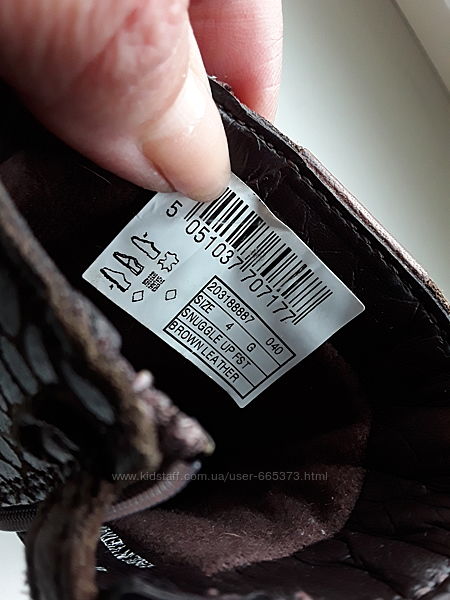 5 051037 707177
203188887 040
SIZE 4 G
SNUGGLE UP FST
BROWN LEATHER
www.kidstaff.com.ua/user-665373.html